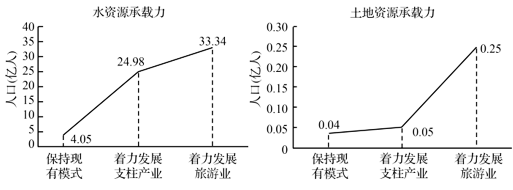 水资源承载力
人口(亿人)
40
35
30
25
20
15
10
5
0
4.05
24.98
33.34
保持现
有模式
着力发展
支柱产业
着力发展
旅游业
土地资源承载力
人口(亿人)
0.30
0.25
0.20
0.15
0.10
0.05
0
0.04
0.05
0.25
保持现
有模式
着力发展
支柱产业
着力发展
旅游业